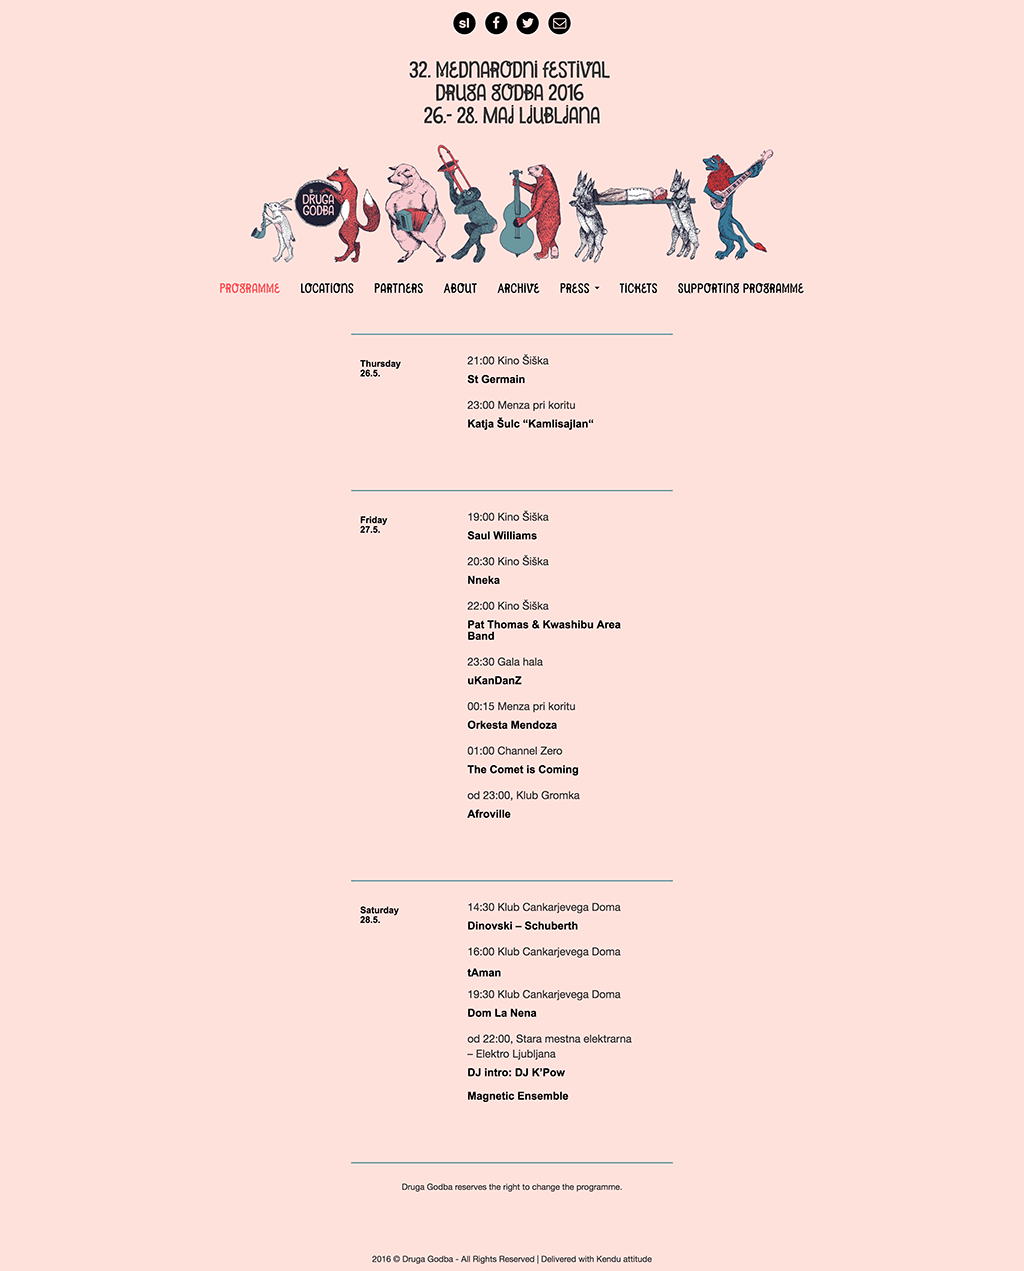 sl
32. MEDNARODNI FESTIVAL
DRUGA GODBA 2016
26.- 28. MAJ LJUBLJANA
DRUGA
GODBA
PROGRAMME LOCATIONS PARTNERS ABOUT ARCHIVE PRESS TICKETS SUPPORTING PROGRAMME
Thursday
26.5.
21:00 Kino Šiška
St Germain
23:00 Menza pri koritu
Katja Šulc “Kamlisajlan“
Friday
27.5.
19:00 Kino Šiška
Saul Williams
20:30 Kino Šiška
Nneka
22:00 Kino Šiška
Pat Thomas & Kwashibu Area
Band
23:30 Gala hala
uKanDanZ
00:15 Menza pri koritu
Orkesta Mendoza
01:00 Channel Zero
The Comet is Coming
od 23:00, Klub Gromka
Afroville
Saturday
28.5.
14:30 Klub Cankarjevega Doma
Dinovski – Schuberth
16:00 Klub Cankarjevega Doma
tAman
19:30 Klub Cankarjevega Doma
Dom La Nena
od 22:00, Stara mestna elektrarna
– Elektro Ljubljana
DJ intro: DJ K’Pow
Magnetic Ensemble
Druga Godba reserves the right to change the programme.
2016 © Druga Godba - All Rights Reserved | Delivered with Kendu attitude